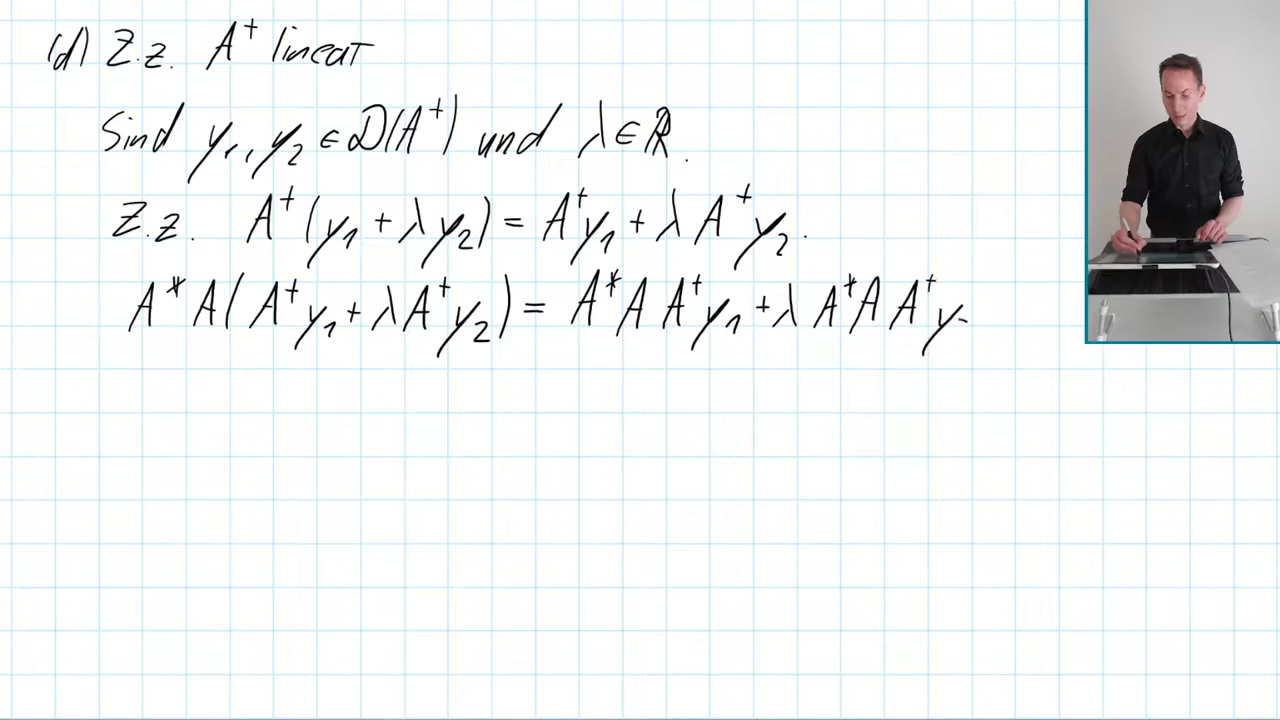 (d) Z.z. A⁺ linear
Sind y₁, y₂ ∈ D(A⁺) und λ ∈ ℝ.
Z.z. A⁺(y₁ + λy₂) = A⁺y₁ + λA⁺y₂.
A*A(A⁺y₁ + λA⁺y₂) = A*AA⁺y₁ + λA*AA⁺y